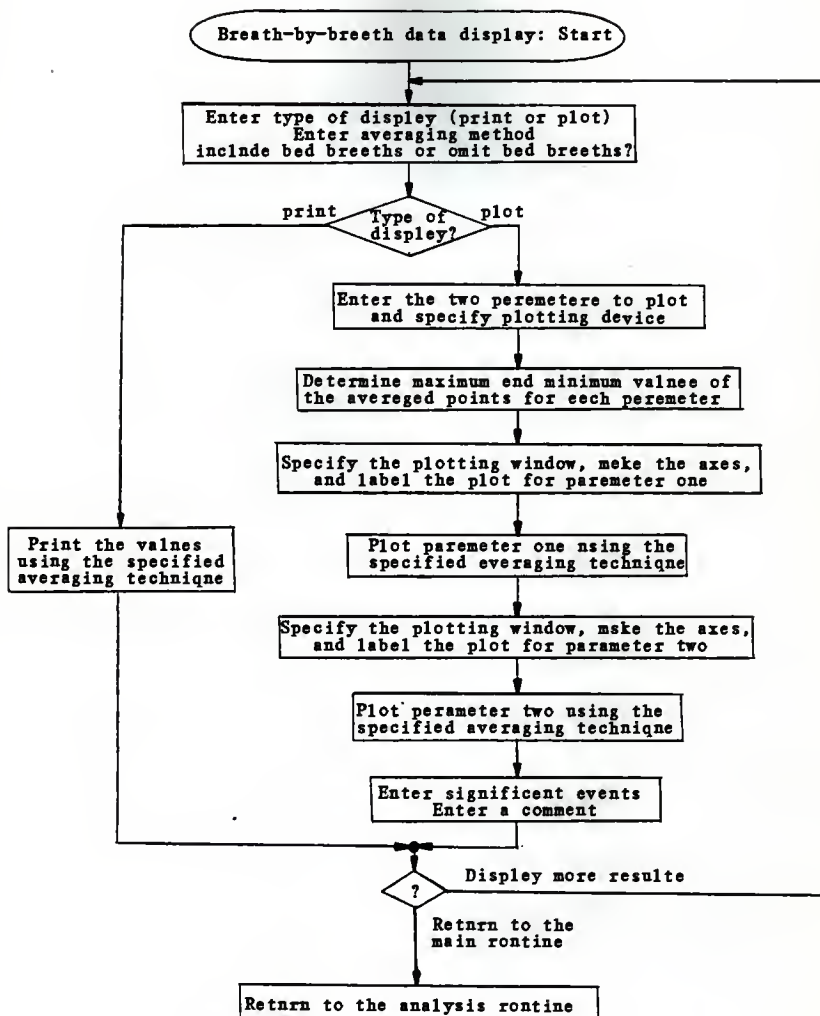 Breath-by-breeth data display: Start
Enter type of display (print or plot)
Enter averaging method
inclnde bed breeths or omit bed breeths?
print
Type of
display?
plot
Enter the two peremetere to plot
and specify plotting device
Determine maximum end minimum valnee of
the avereged points for each peremeter
Specify the plotting window, meke the axes,
and label the plot for paremeter one
Print the valnes
using the specified
averaging techniqne
Plot paremeter one nsing the
specified everaging techniqne
Specify the plotting window, mske the axes,
and label the plot for parameter two
Plot perameter two using the
specified averaging techniqne
Enter significent events
Enter a comment
?
Display more resulte
Retnrn to the
main rontine
Retnrn to the analysis rontine